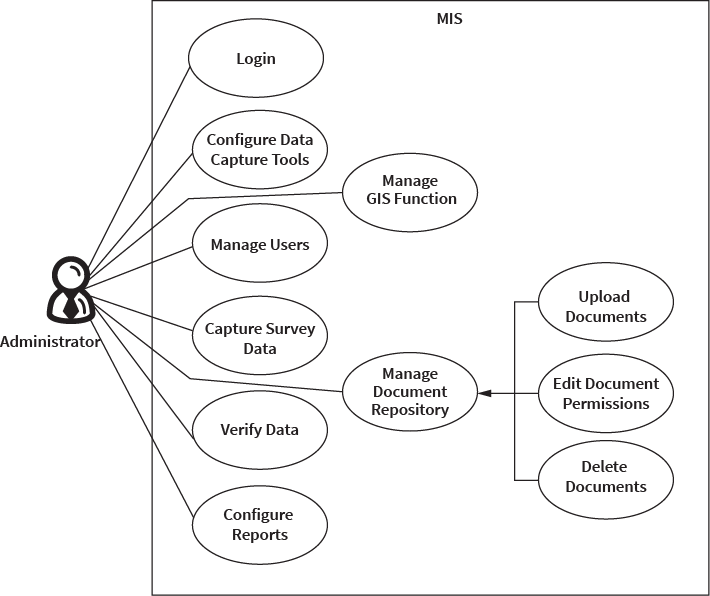 MIS
Login
Configure Data
Capture Tools
Manage
GIS Function
Manage Users
Administrator
Capture Survey
Data
Manage
Document
Repository
Upload
Documents
Edit Document
Permissions
Delete
Documents
Verify Data
Configure
Reports